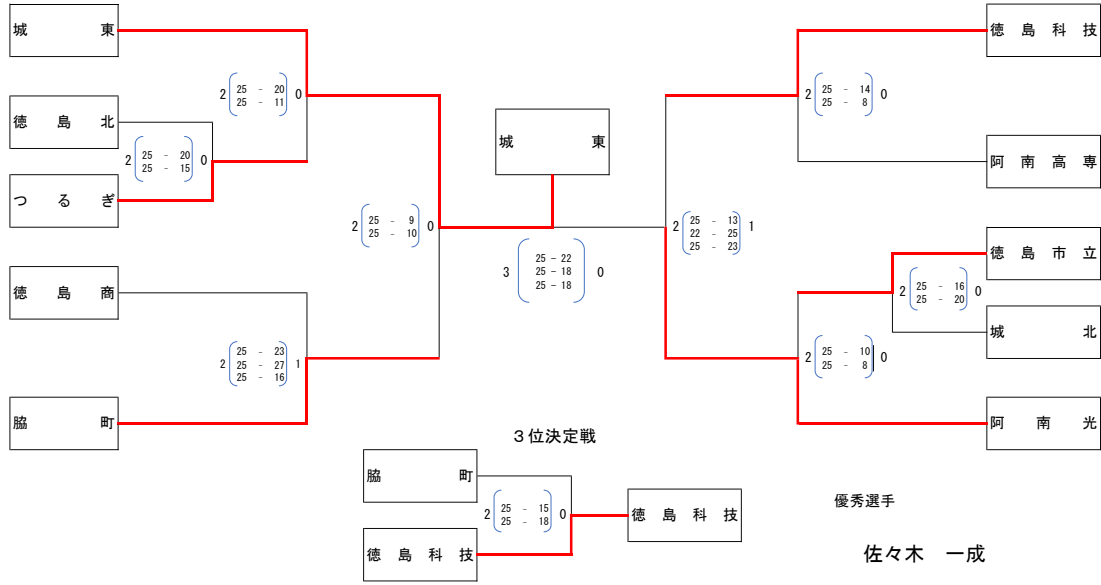 城　東
徳　島　北
つ　る　ぎ
徳　島　商
脇　町
2 25 - 20 0
25 - 11
2 25 - 20 0
25 - 15
2 25 - 9 0
25 - 10
2 25 - 23 1
25 - 27
25 - 16
城　東
3 25 - 22 0
25 - 18
25 - 18
2 25 - 13 1
22 - 25
25 - 23
2 25 - 14 0
25 - 8
2 25 - 16 0
25 - 20
2 25 - 10 0
25 - 8
徳　島　科　技
阿　南　高　専
徳　島　市　立
城　北
阿　南　光
３位決定戦
脇　町
徳　島　科　技
2 25 - 15 0
25 - 18
徳　島　科　技
優秀選手
佐々木　一成